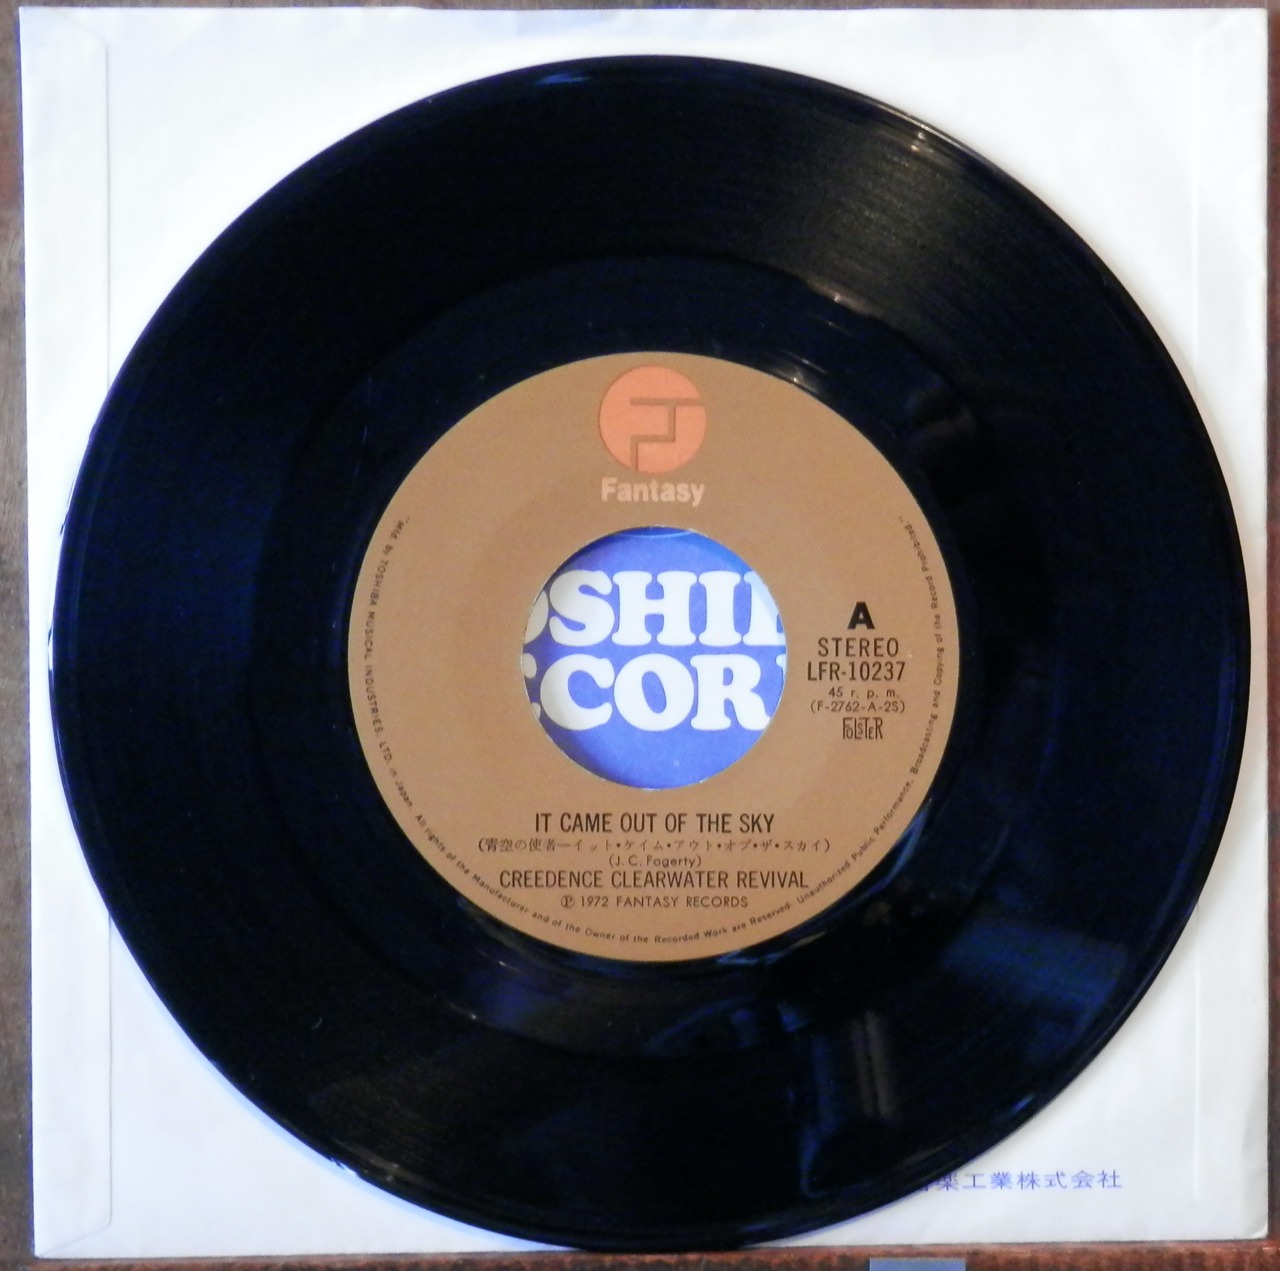 Fantasy
"Mfd. by TOSHIBA MUSICAL INDUSTRIES, LTD. in Japan. All rights of the Manufacturer and of the Owner of the Recorded Work are Reserved. Unauthorized Public Performance, Broadcasting and Copying of the Record Prohibited."
OSHIB
ECOR
A
STEREO
LFR-10237
45 r. p. m.
(F-2762-A-2S)
IT CAME OUT OF THE SKY
(青空の使者—イット・ケイム・アウト・オブ・ザ・スカイ)
(J. C. Fogerty)
CREEDENCE CLEARWATER REVIVAL
℗ 1972 FANTASY RECORDS
楽工業株式会社